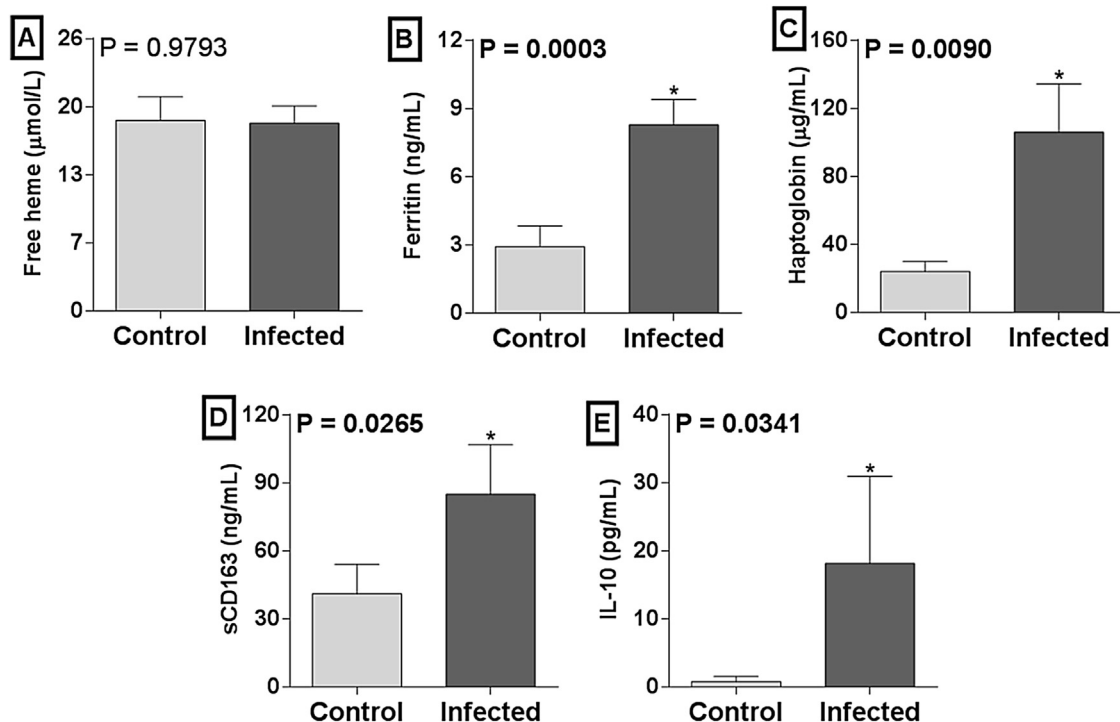 A
P = 0.9793
Free heme (μmol/L)
26
20
13
7
0
Control
Infected
B
P = 0.0003
Ferritin (ng/mL)
12
9
6
3
0
*
Control
Infected
C
P = 0.0090
Haptoglobin (μg/mL)
160
120
80
40
0
*
Control
Infected
D
P = 0.0265
sCD163 (ng/mL)
120
90
60
30
0
*
Control
Infected
E
P = 0.0341
IL-10 (pg/mL)
40
30
20
10
0
*
Control
Infected